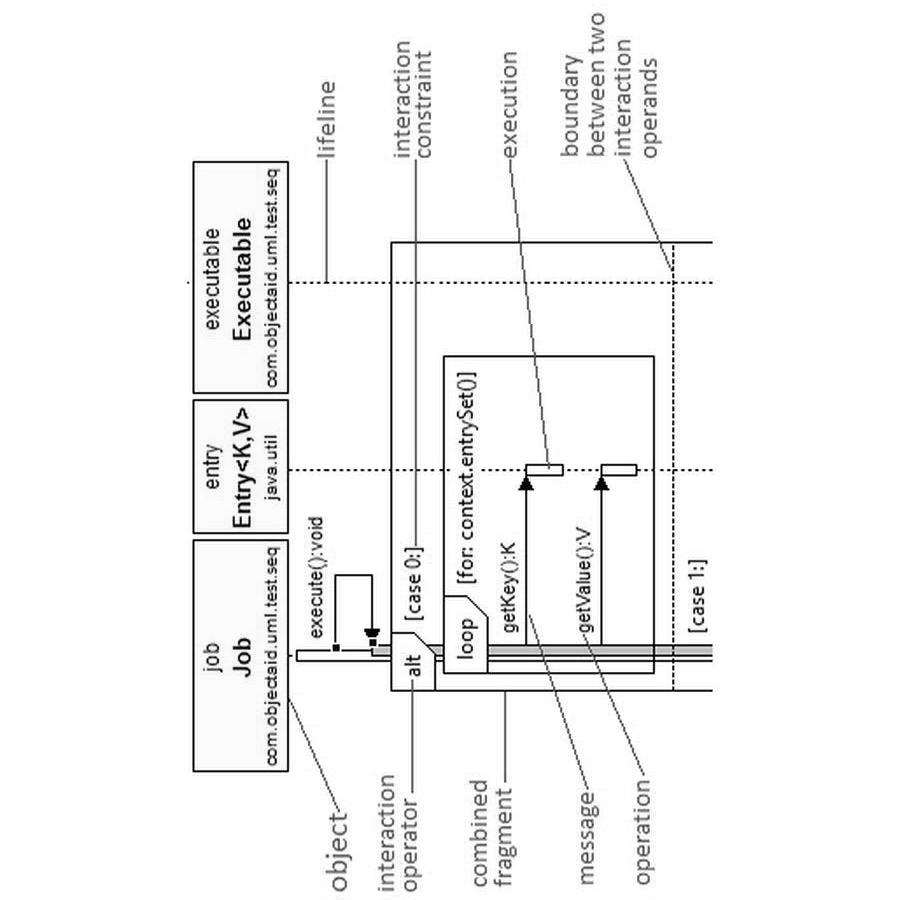 job
Job
com.objectaid.uml.test.seq
entry
Entry<K,V>
java.util
executable
Executable
com.objectaid.uml.test.seq
object
execute():void
lifeline
interaction
operator
alt
[case 0:]
interaction
constraint
combined
fragment
loop
[for: context.entrySet()]
getKey():K
execution
message
getValue():V
operation
boundary
between two
interaction
operands
[case 1:]